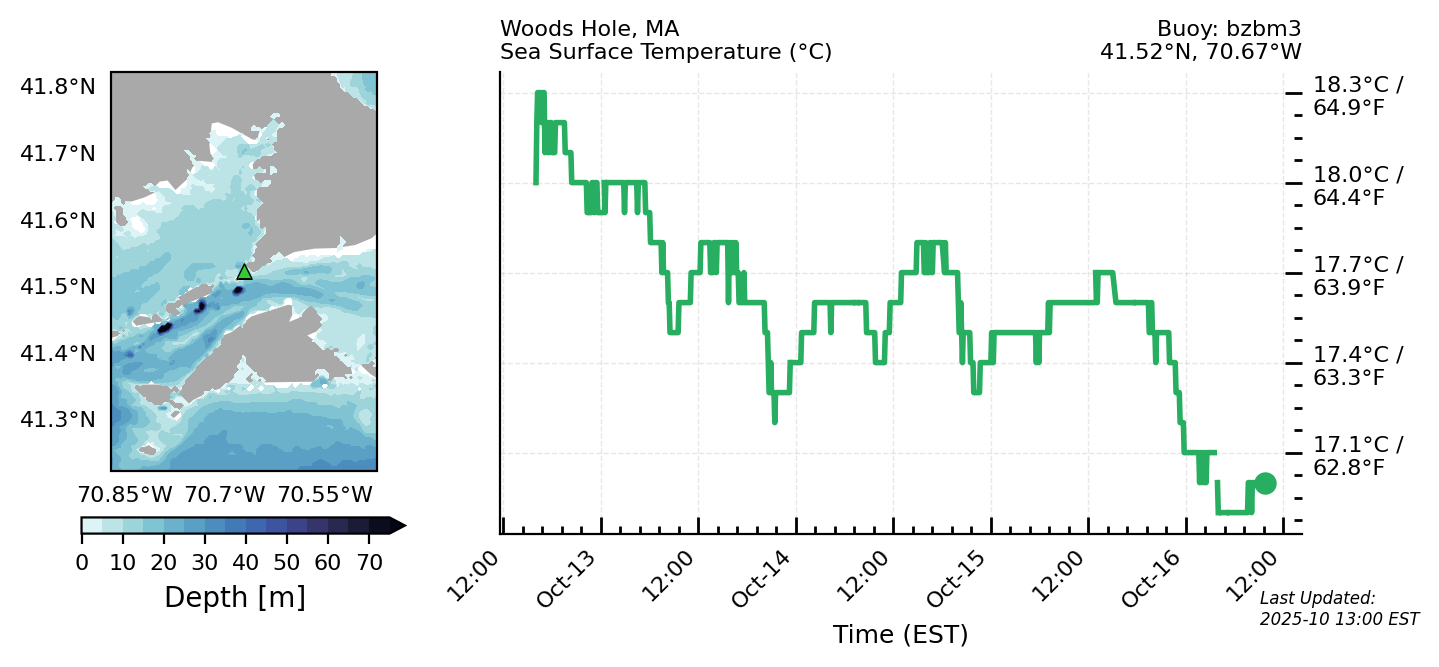 Woods Hole, MA
Sea Surface Temperature (°C)
Buoy: bzbm3
41.52°N, 70.67°W
41.8°N
41.7°N
41.6°N
41.5°N
41.4°N
41.3°N
70.85°W 70.7°W 70.55°W
0 10 20 30 40 50 60 70
Depth [m]
18.3°C /
64.9°F
18.0°C /
64.4°F
17.7°C /
63.9°F
17.4°C /
63.3°F
17.1°C /
62.8°F
12:00 Oct-13 12:00 Oct-14 12:00 Oct-15 12:00 Oct-16 12:00
Time (EST)
Last Updated:
2025-10 13:00 EST